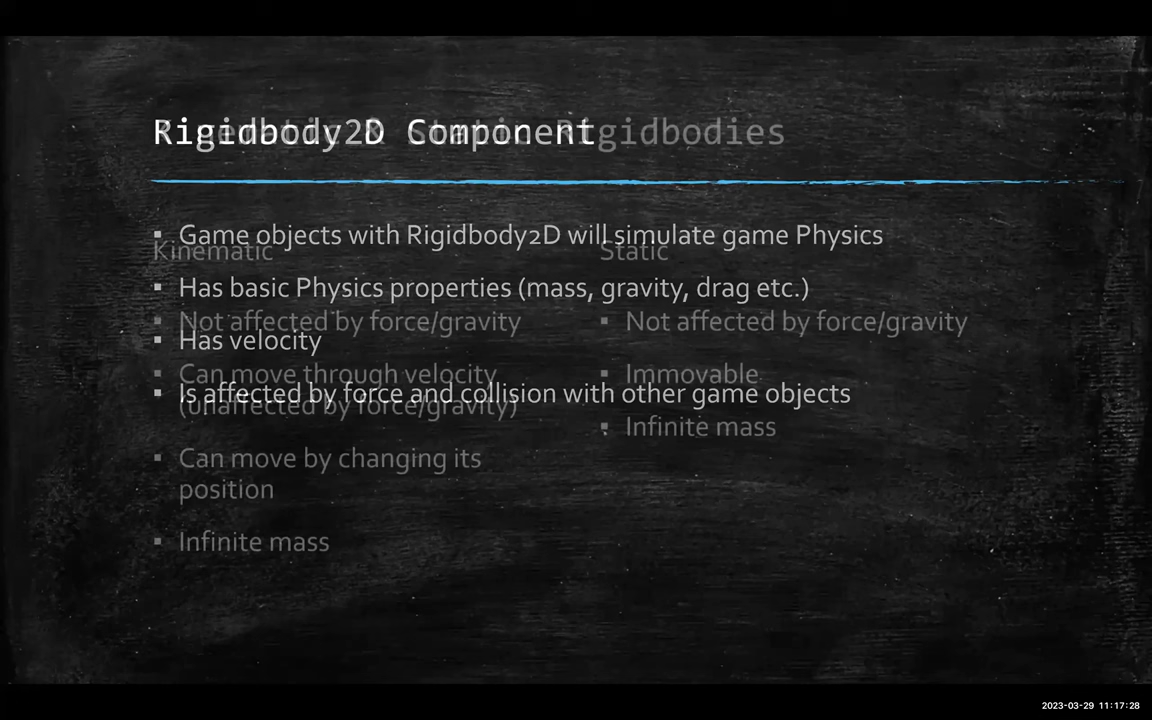 Rigidbody2D Component
Rigidbodies
▪ Game objects with Rigidbody2D will simulate game Physics
Kinematic
Static
▪ Has basic Physics properties (mass, gravity, drag etc.)
▪ Not affected by force/gravity
▪ Not affected by force/gravity
▪ Has velocity
▪ Can move through velocity
(unaffected by force/gravity)
▪ Immovable
▪ Is affected by force and collision with other game objects
▪ Infinite mass
▪ Can move by changing its
position
▪ Infinite mass
2023-03-29 11:17:28